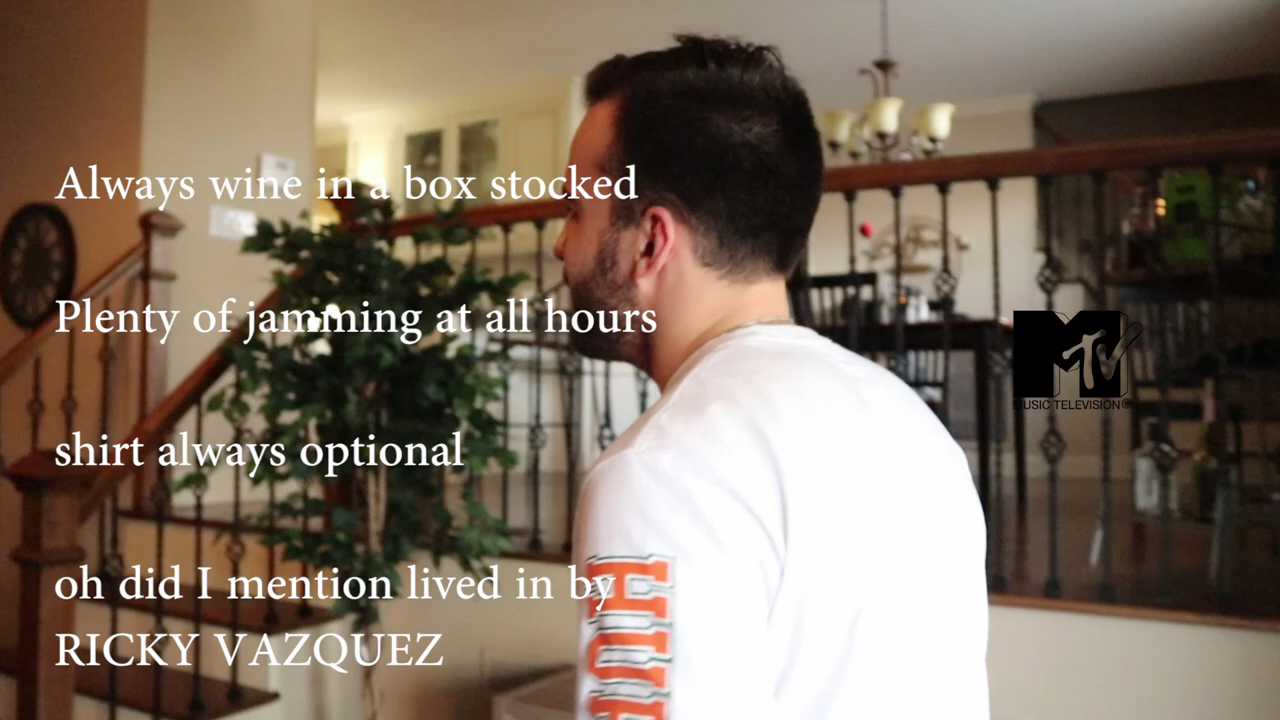 Always wine in a box stocked
Plenty of jamming at all hours
shirt always optional
oh did I mention lived in by
RICKY VAZQUEZ
MTV
MUSIC TELEVISION®